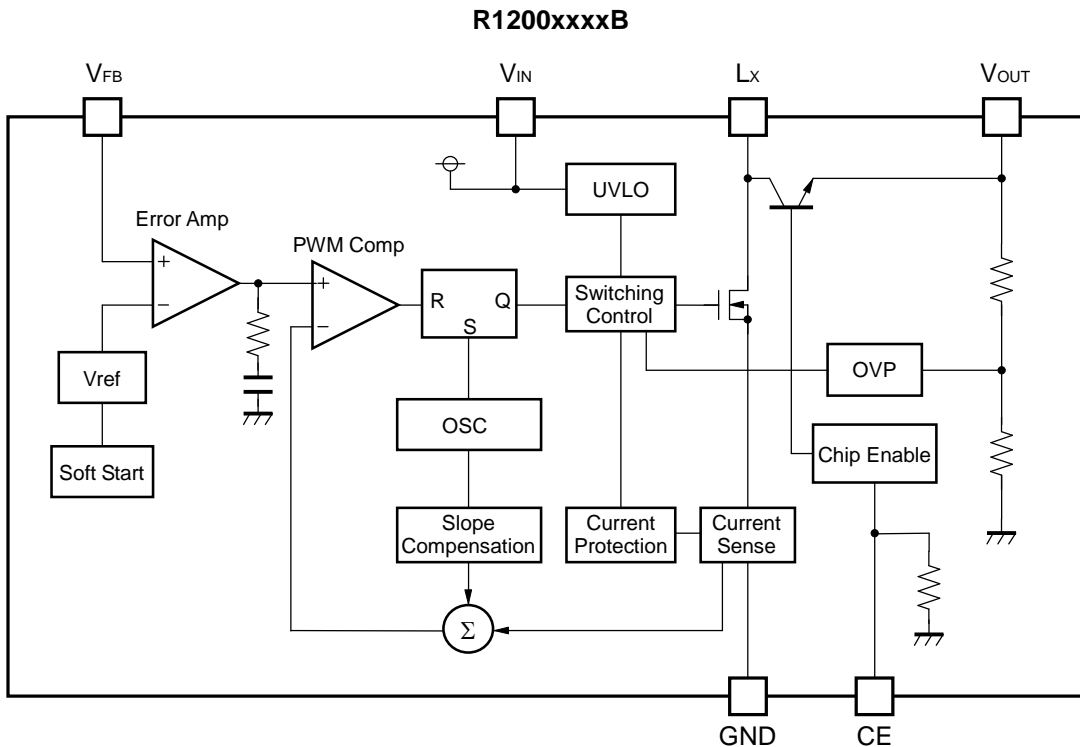 R1200xxxxB
VFB
VIN
LX
VOUT
UVLO
Error Amp
PWM Comp
+
−
+
−
R
Q
S
Switching
Control
Vref
OVP
OSC
Soft Start
Chip Enable
Slope
Compensation
Current
Protection
Current
Sense
Σ
GND
CE